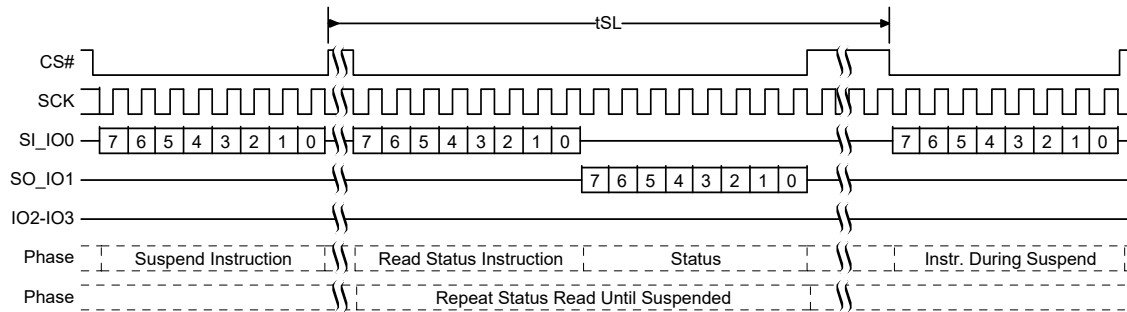 tSL
CS#
SCK
SI_IO0 7 6 5 4 3 2 1 0 7 6 5 4 3 2 1 0 7 6 5 4 3 2 1 0
SO_IO1 7 6 5 4 3 2 1 0
IO2-IO3
Phase Suspend Instruction Read Status Instruction Status Instr. During Suspend
Phase Repeat Status Read Until Suspended